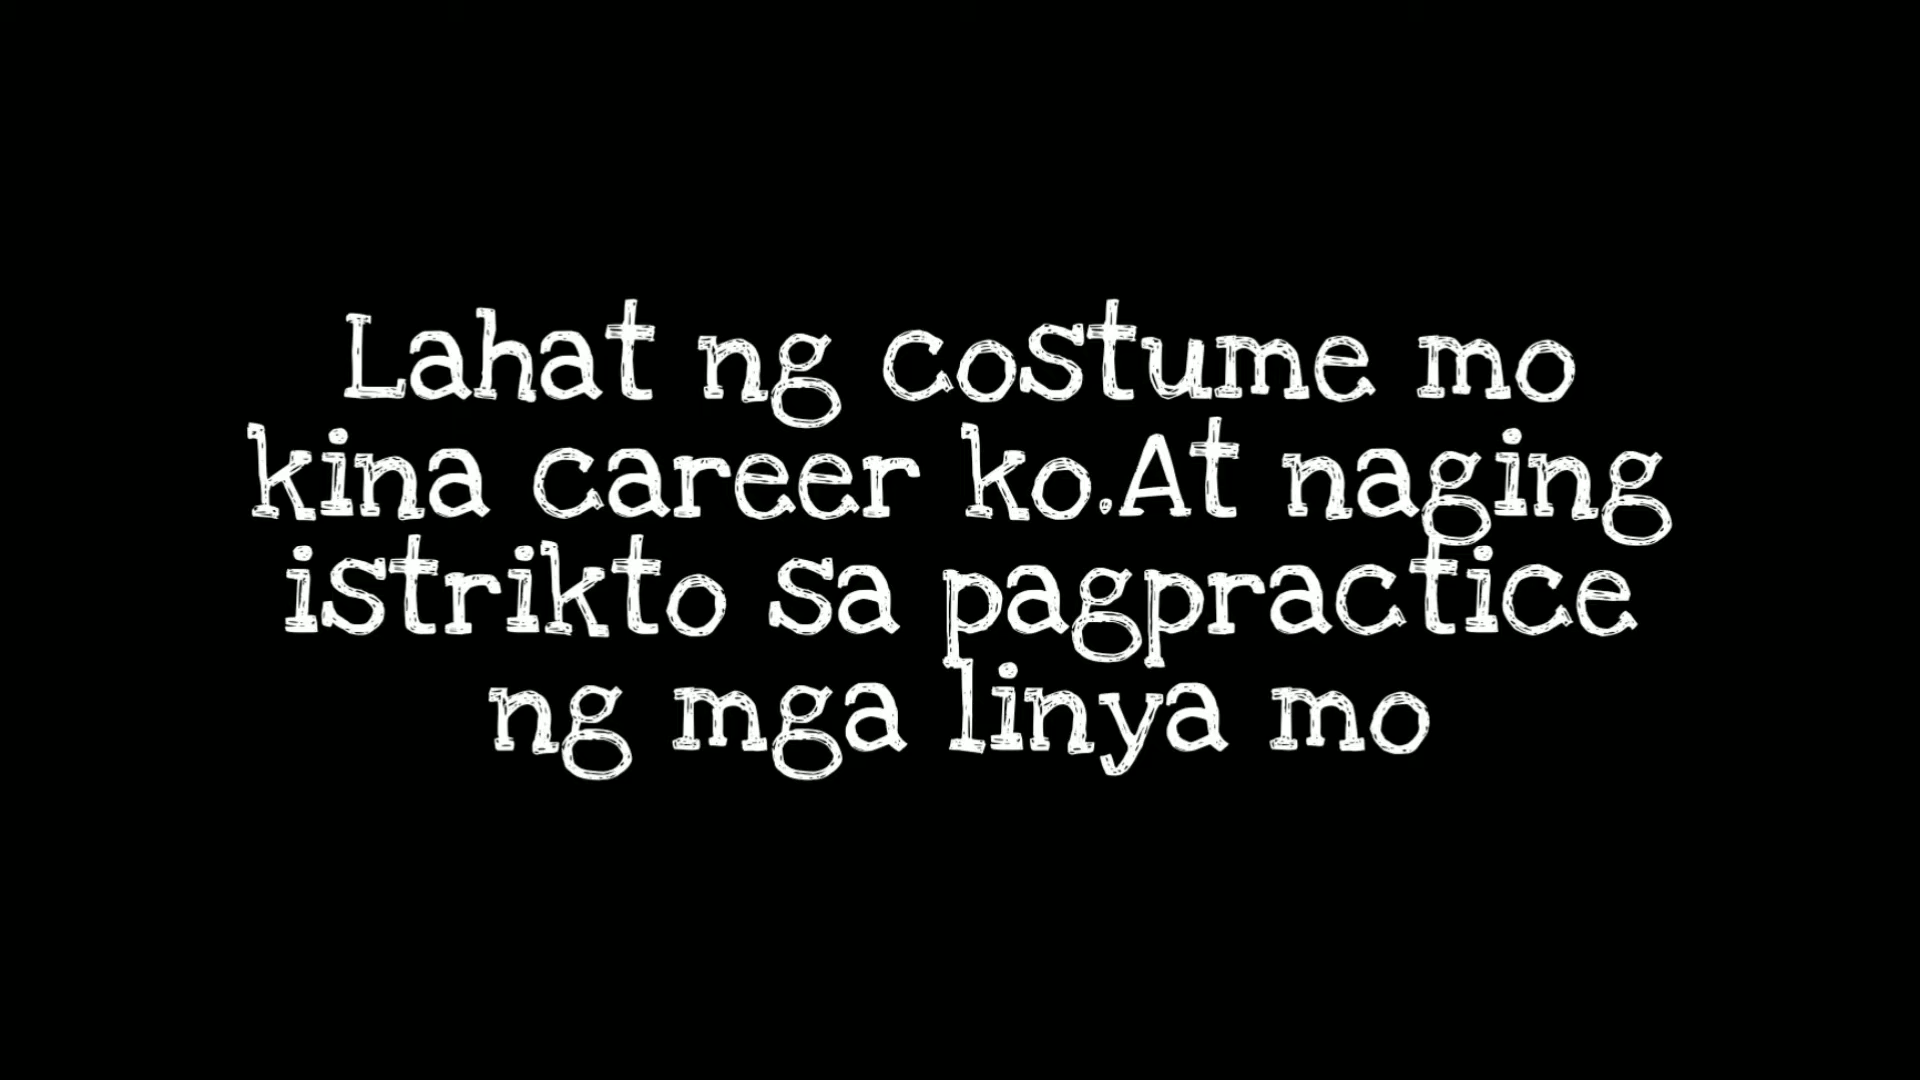 Lahat ng costume mo
kina career ko.At naging
istrikto sa pagpractice
ng mga linya mo